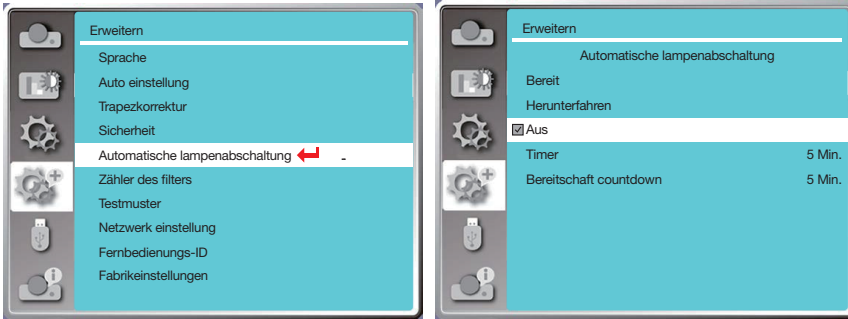 Erweitern
Sprache
Auto einstellung
Trapezkorrektur
Sicherheit
Automatische lampenabschaltung -
Zähler des filters
Testmuster
Netzwerk einstellung
Fernbedienungs-ID
Fabrikeinstellungen
Erweitern
Automatische lampenabschaltung
Bereit
Herunterfahren
Aus
Timer 5 Min.
Bereitschaft countdown 5 Min.